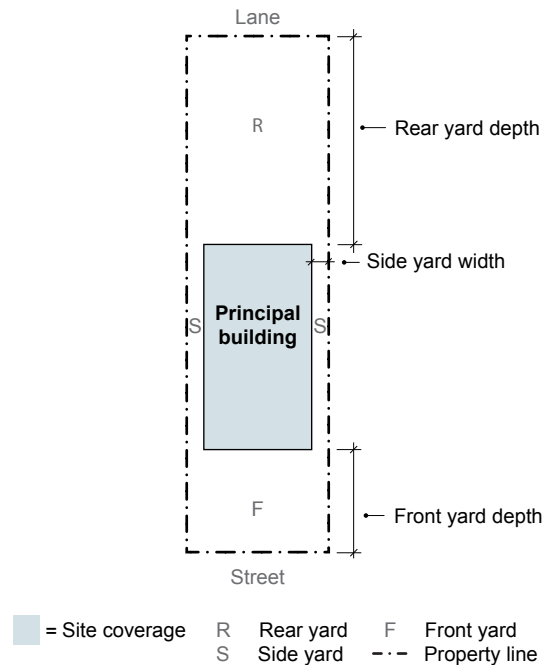 Lane
R
Rear yard depth
Side yard width
Principal
building
S
S
F
Front yard depth
Street
= Site coverage R Rear yard F Front yard
S Side yard Property line